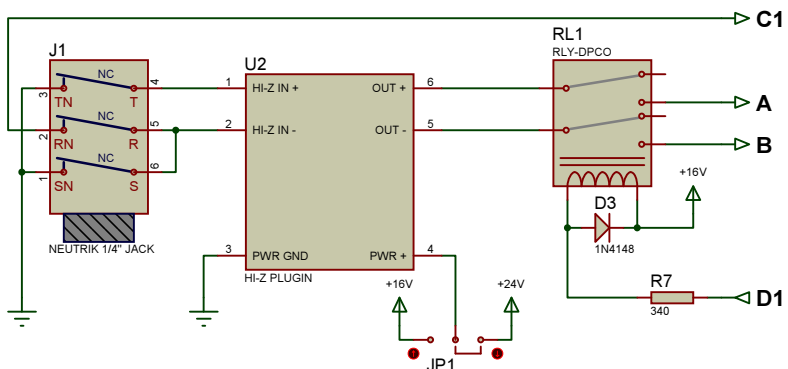 C1
J1
NC
3
TN
T
4
NC
2
RN
R
5
NC
1
SN
S
6
NEUTRIK 1/4" JACK
U2
1
HI-Z IN +
OUT +
6
2
HI-Z IN -
OUT -
5
3
PWR GND
PWR +
4
HI-Z PLUGIN
RL1
RLY-DPCO
A
B
+16V
D3
1N4148
R7
340
D1
+16V
+24V
JP1